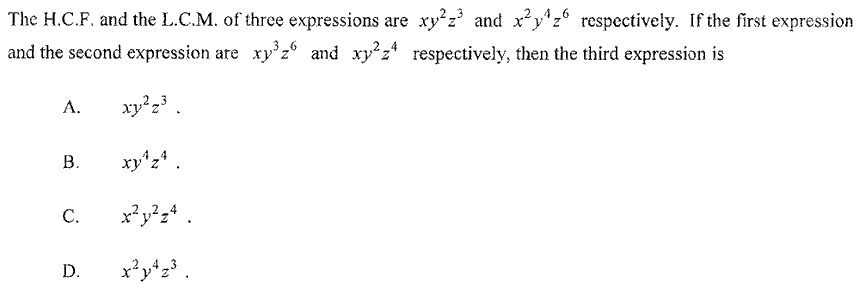 The H.C.F. and the L.C.M. of three expressions are xy²z³ and x²y⁴z⁶ respectively. If the first expression
and the second expression are xy³z⁶ and xy²z⁴ respectively, then the third expression is
A. xy²z³ .
B. xy⁴z⁴ .
C. x²y²z⁴ .
D. x²y⁴z³ .